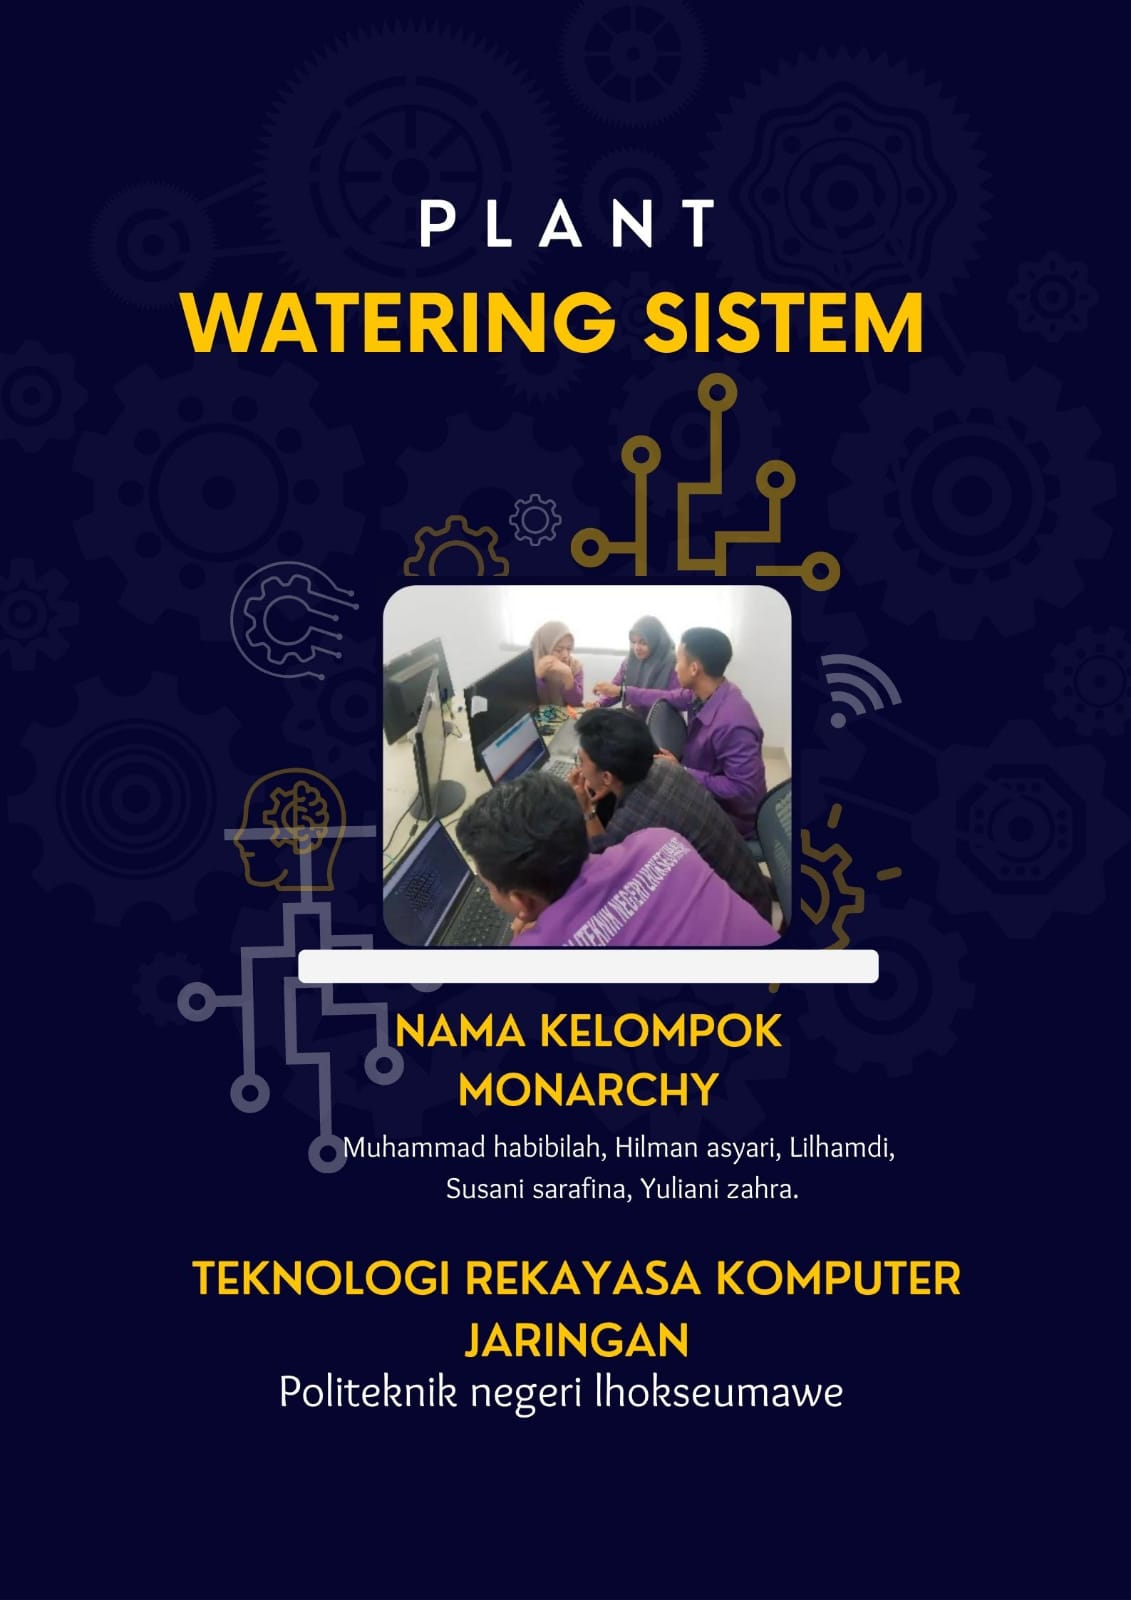 PLANT
WATERING SISTEM
NEGERI
NAMA KELOMPOK
MONARCHY
Muhammad habibilah, Hilman asyari, Lilhamdi,
Susani sarafina, Yuliani zahra.
TEKNOLOGI REKAYASA KOMPUTER
JARINGAN
Politeknik negeri lhokseumawe